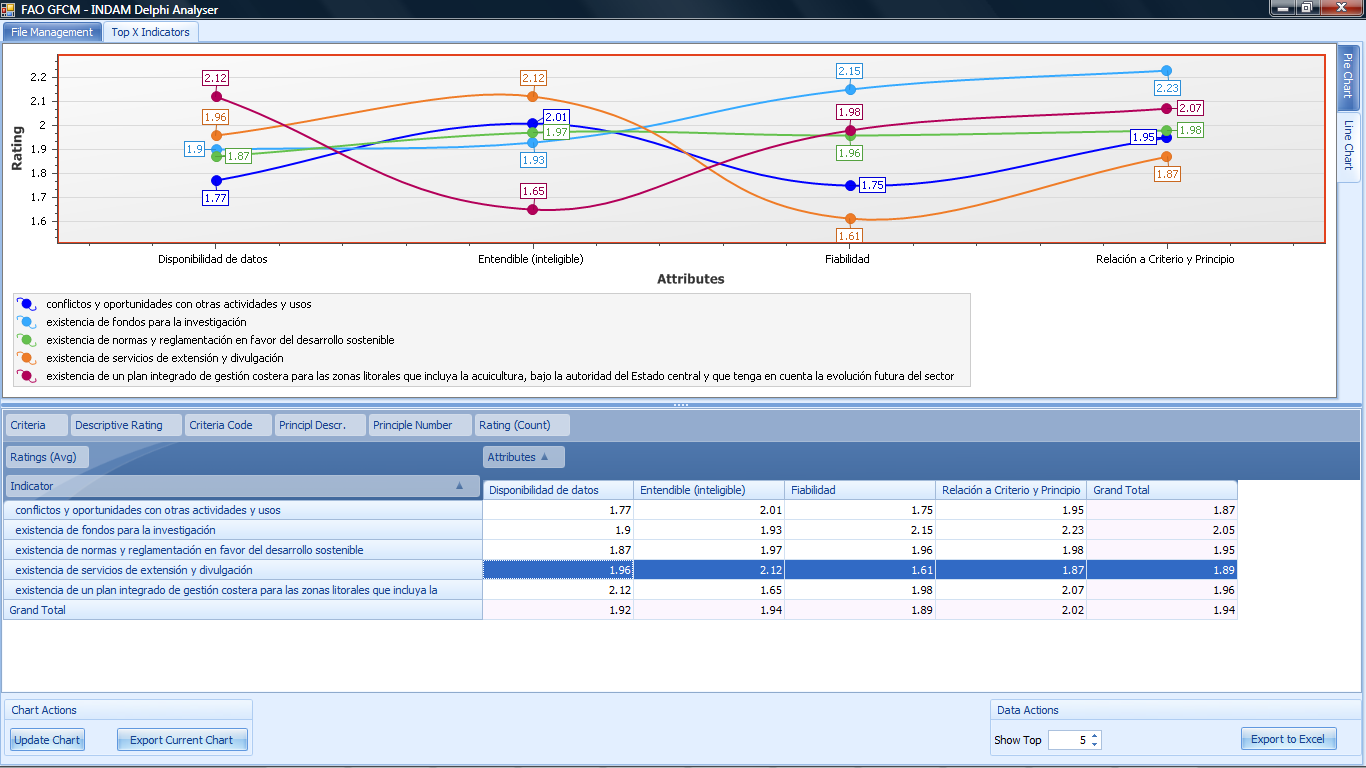 FAO GFCM - INDAM Delphi Analyser
File Management
Top X Indicators
Pie Chart
Line Chart
Rating
2.2
2.1
2
1.9
1.8
1.7
1.6
2.12
1.96
1.9
1.87
1.77
2.12
2.01
1.97
1.93
1.65
2.15
1.98
1.96
1.75
1.61
2.23
2.07
1.98
1.95
1.87
Disponibilidad de datos
Entendible (inteligible)
Fiabilidad
Relación a Criterio y Principio
Attributes
conflictos y oportunidades con otras actividades y usos
existencia de fondos para la investigación
existencia de normas y reglamentación en favor del desarrollo sostenible
existencia de servicios de extensión y divulgación
existencia de un plan integrado de gestión costera para las zonas litorales que incluya la acuicultura, bajo la autoridad del Estado central y que tenga en cuenta la evolución futura del sector
Criteria Descriptive Rating Criteria Code Principl Descr. Principle Number Rating (Count)
Ratings (Avg) Attributes
Indicator Disponibilidad de datos Entendible (inteligible) Fiabilidad Relación a Criterio y Principio Grand Total
conflictos y oportunidades con otras actividades y usos 1.77 2.01 1.75 1.95 1.87
existencia de fondos para la investigación 1.9 1.93 2.15 2.23 2.05
existencia de normas y reglamentación en favor del desarrollo sostenible 1.87 1.97 1.96 1.98 1.95
existencia de servicios de extensión y divulgación 1.96 2.12 1.61 1.87 1.89
existencia de un plan integrado de gestión costera para las zonas litorales que incluya la 2.12 1.65 1.98 2.07 1.96
Grand Total 1.92 1.94 1.89 2.02 1.94
Chart Actions
Update Chart
Export Current Chart
Data Actions
Show Top 5
Export to Excel